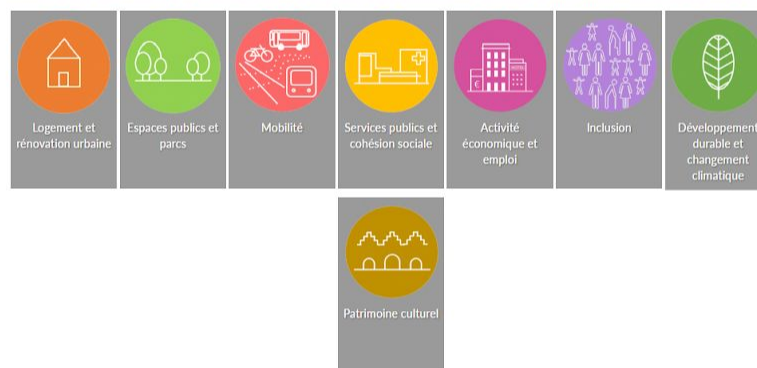 Logement et
rénovation urbaine
Espaces publics et
parcs
Mobilité
Services publics et
cohésion sociale
Activité
économique et
emploi
Inclusion
Développement
durable et
changement
climatique
Patrimoine culturel